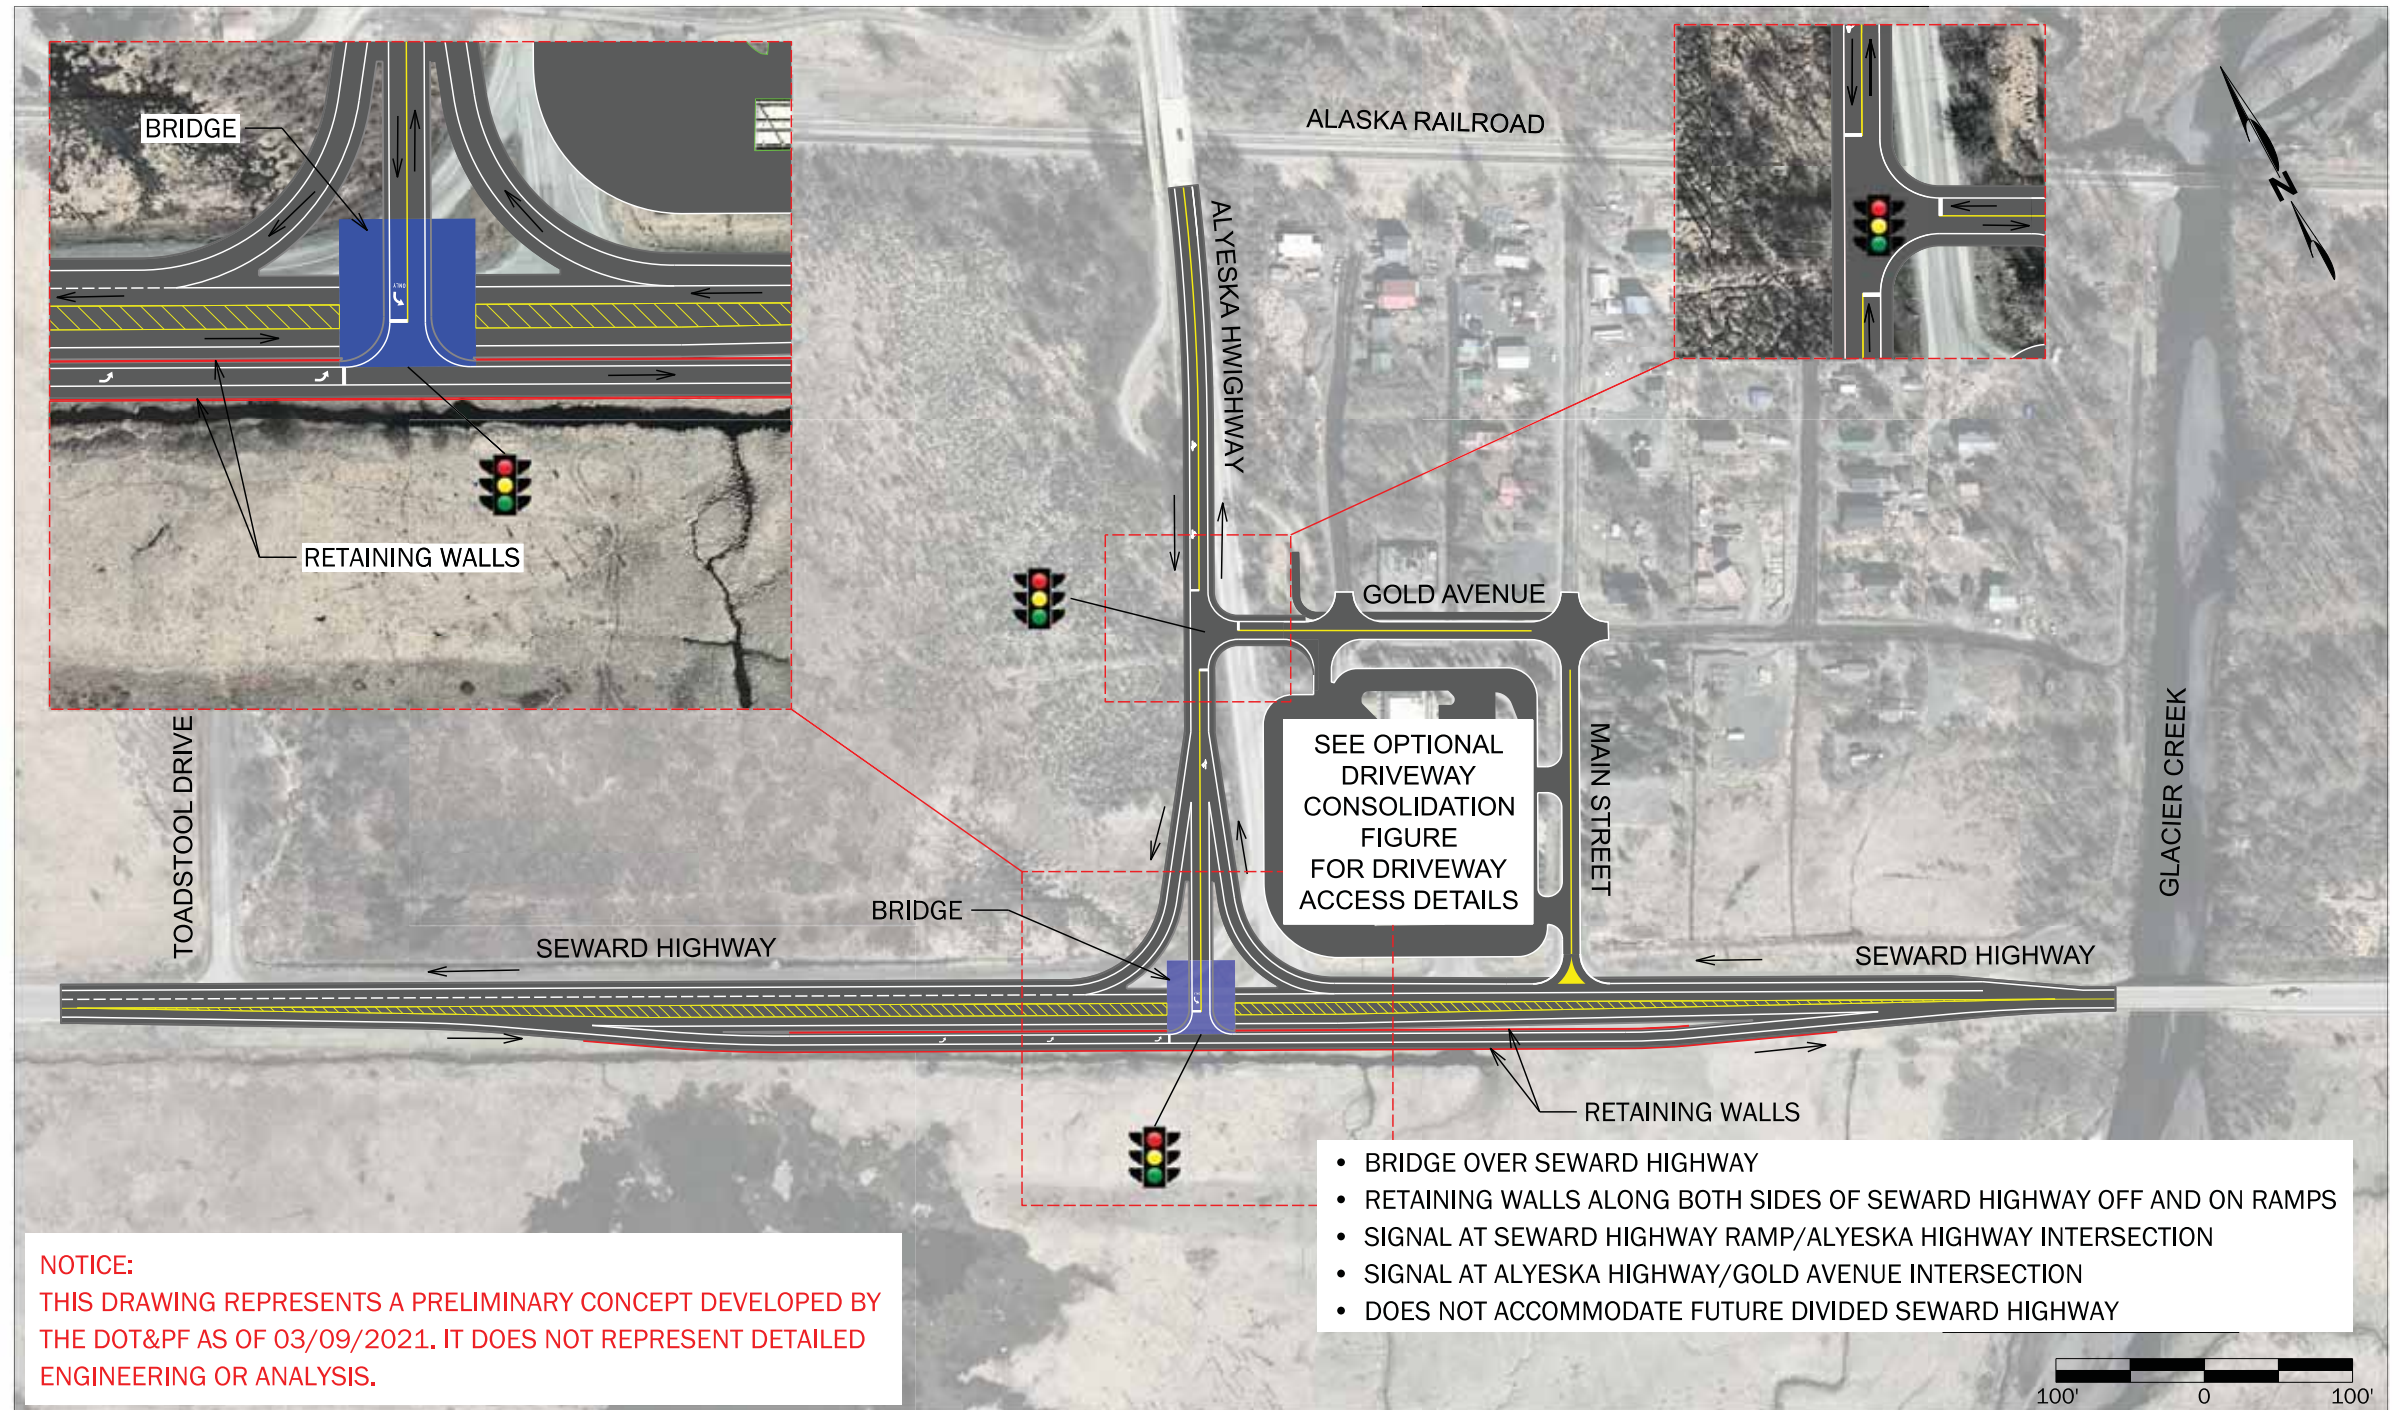 BRIDGE
RETAINING WALLS
ONLY
ALASKA RAILROAD
N
ALYESKA HWIGHWAY
GOLD AVENUE
TOADSTOOL DRIVE
SEE OPTIONAL
DRIVEWAY
CONSOLIDATION
FIGURE
FOR DRIVEWAY
ACCESS DETAILS
MAIN STREET
GLACIER CREEK
BRIDGE
SEWARD HIGHWAY
SEWARD HIGHWAY
RETAINING WALLS
• BRIDGE OVER SEWARD HIGHWAY
• RETAINING WALLS ALONG BOTH SIDES OF SEWARD HIGHWAY OFF AND ON RAMPS
• SIGNAL AT SEWARD HIGHWAY RAMP/ALYESKA HIGHWAY INTERSECTION
• SIGNAL AT ALYESKA HIGHWAY/GOLD AVENUE INTERSECTION
• DOES NOT ACCOMMODATE FUTURE DIVIDED SEWARD HIGHWAY
NOTICE:
THIS DRAWING REPRESENTS A PRELIMINARY CONCEPT DEVELOPED BY
THE DOT&PF AS OF 03/09/2021. IT DOES NOT REPRESENT DETAILED
ENGINEERING OR ANALYSIS.
100' 0 100'